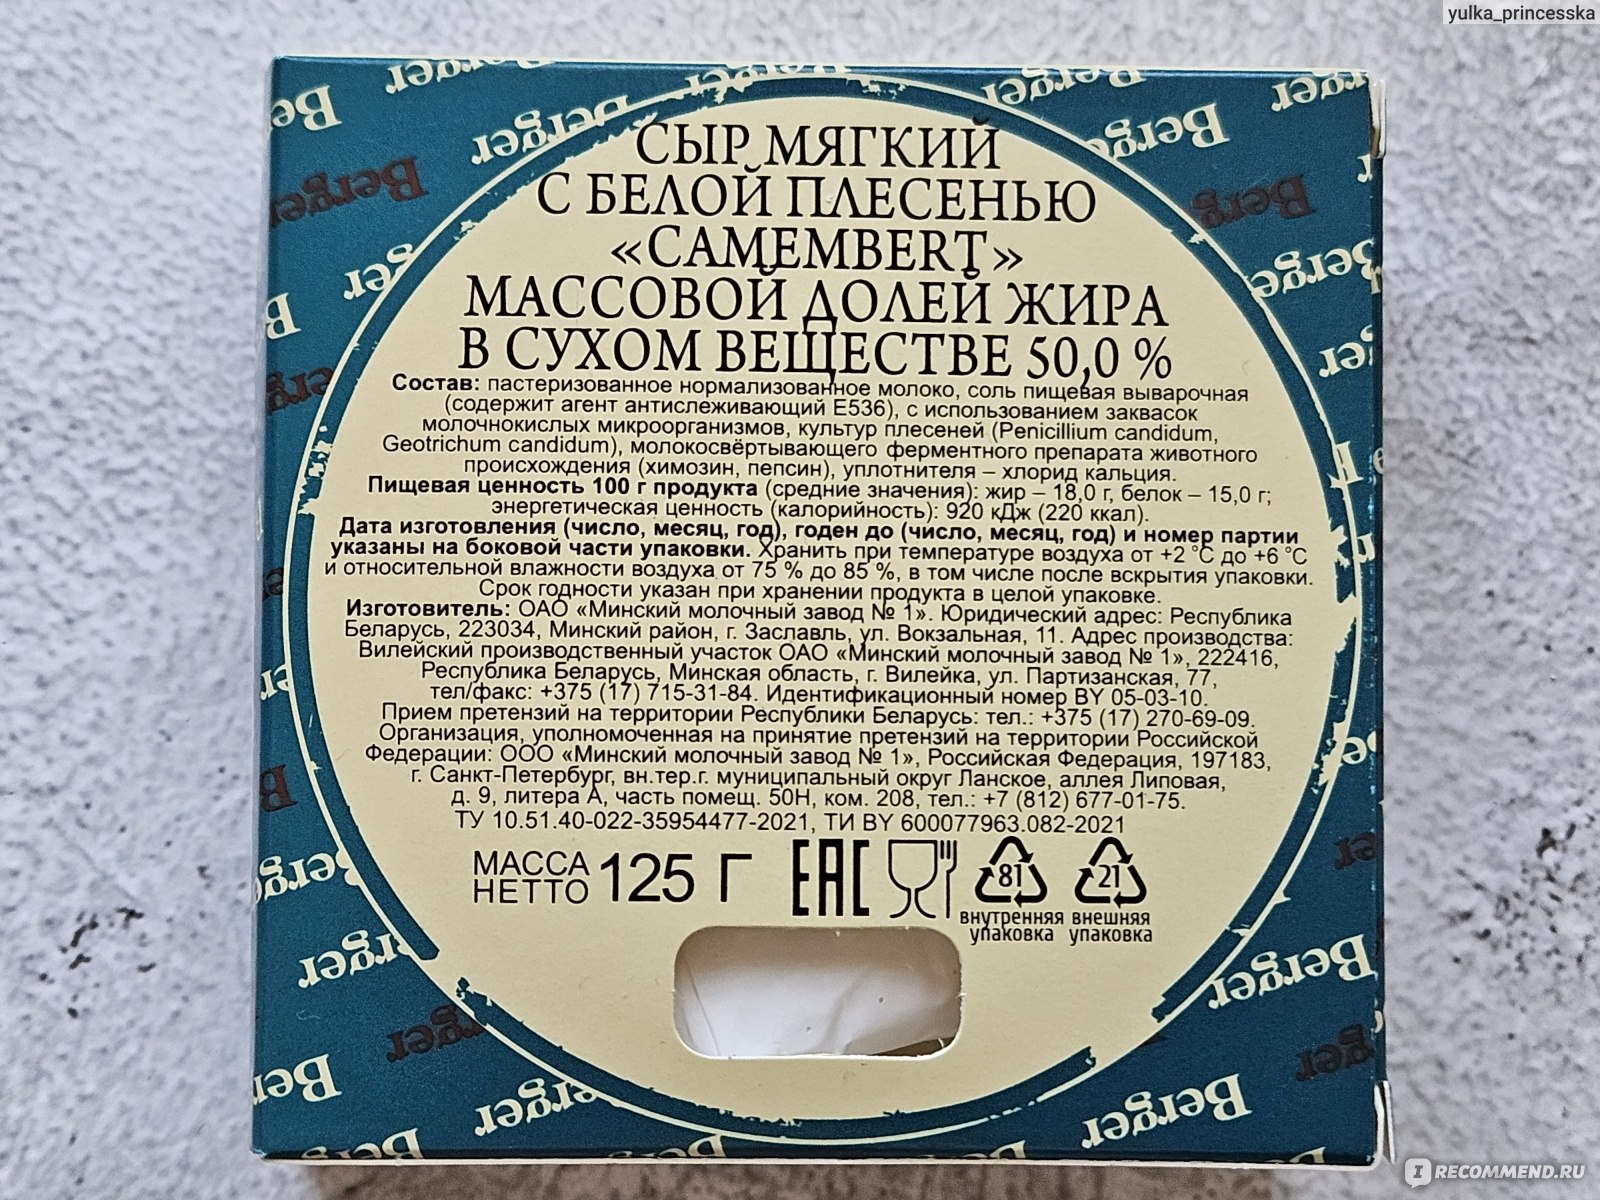 yulka_princesska
СЫР МЯГКИЙ
С БЕЛОЙ ПЛЕСЕНЬЮ
«CAMEMBERT»
МАССОВОЙ ДОЛЕЙ ЖИРА
В СУХОМ ВЕЩЕСТВЕ 50,0 %
Состав: пастеризованное нормализованное молоко, соль пищевая выварочная
(содержит агент антислеживающий Е536), с использованием заквасок
молочнокислых микроорганизмов, культур плесеней (Penicillium candidum,
Geotrichum candidum), молокосвёртывающего ферментного препарата животного
происхождения (химозин, пепсин), уплотнителя – хлорид кальция.
Пищевая ценность 100 г продукта (средние значения): жир – 18,0 г, белок – 15,0 г;
энергетическая ценность (калорийность): 920 кДж (220 ккал).
Дата изготовления (число, месяц, год), годен до (число, месяц, год) и номер партии
указаны на боковой части упаковки. Хранить при температуре воздуха от +2 °С до +6 °С
и относительной влажности воздуха от 75 % до 85 %, в том числе после вскрытия упаковки.
Срок годности указан при хранении продукта в целой упаковке.
Изготовитель: ОАО «Минский молочный завод № 1». Юридический адрес: Республика
Беларусь, 223034, Минский район, г. Заславль, ул. Вокзальная, 11. Адрес производства:
Вилейский производственный участок ОАО «Минский молочный завод № 1», 222416,
Республика Беларусь, Минская область, г. Вилейка, ул. Партизанская, 77,
тел/факс: +375 (17) 715-31-84. Идентификационный номер BY 05-03-10.
Прием претензий на территории Республики Беларусь: тел.: +375 (17) 270-69-09.
Организация, уполномоченная на принятие претензий на территории Российской
Федерации: ООО «Минский молочный завод № 1», Российская Федерация, 197183,
г. Санкт-Петербург, вн.тер.г. муниципальный округ Ланское, аллея Липовая,
д. 9, литера А, часть помещ. 50Н, ком. 208, тел.: +7 (812) 677-01-75.
ТУ 10.51.40-022-35954477-2021, ТИ BY 600077963.082-2021
МАССА
НЕТТО 125 Г
EAC
81
21
внутренняя упаковка
внешняя упаковка
Berger
Berger
Berger
Berger
Berger
Berger
Berger
Berger
IRECOMMEND.RU